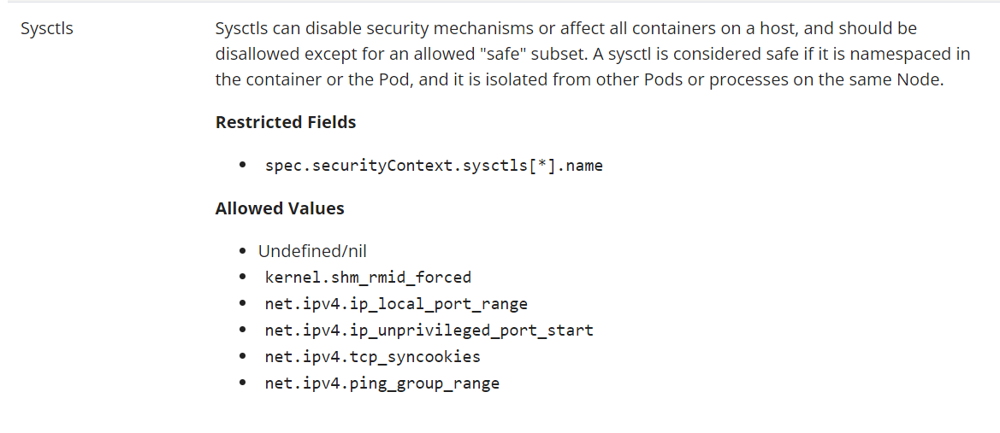 Sysctls
Sysctls can disable security mechanisms or affect all containers on a host, and should be
disallowed except for an allowed "safe" subset. A sysctl is considered safe if it is namespaced in
the container or the Pod, and it is isolated from other Pods or processes on the same Node.
Restricted Fields
• spec.securityContext.sysctls[*].name
Allowed Values
• Undefined/nil
• kernel.shm_rmid_forced
• net.ipv4.ip_local_port_range
• net.ipv4.ip_unprivileged_port_start
• net.ipv4.tcp_syncookies
• net.ipv4.ping_group_range